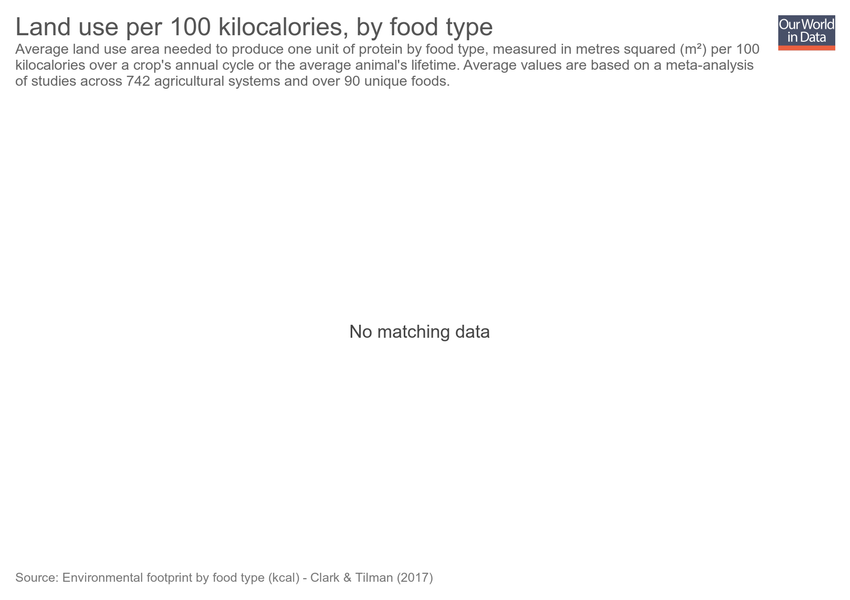 Land use per 100 kilocalories, by food type
Our World
in Data
Average land use area needed to produce one unit of protein by food type, measured in metres squared (m²) per 100
kilocalories over a crop's annual cycle or the average animal's lifetime. Average values are based on a meta-analysis
of studies across 742 agricultural systems and over 90 unique foods.
No matching data
Source: Environmental footprint by food type (kcal) - Clark & Tilman (2017)